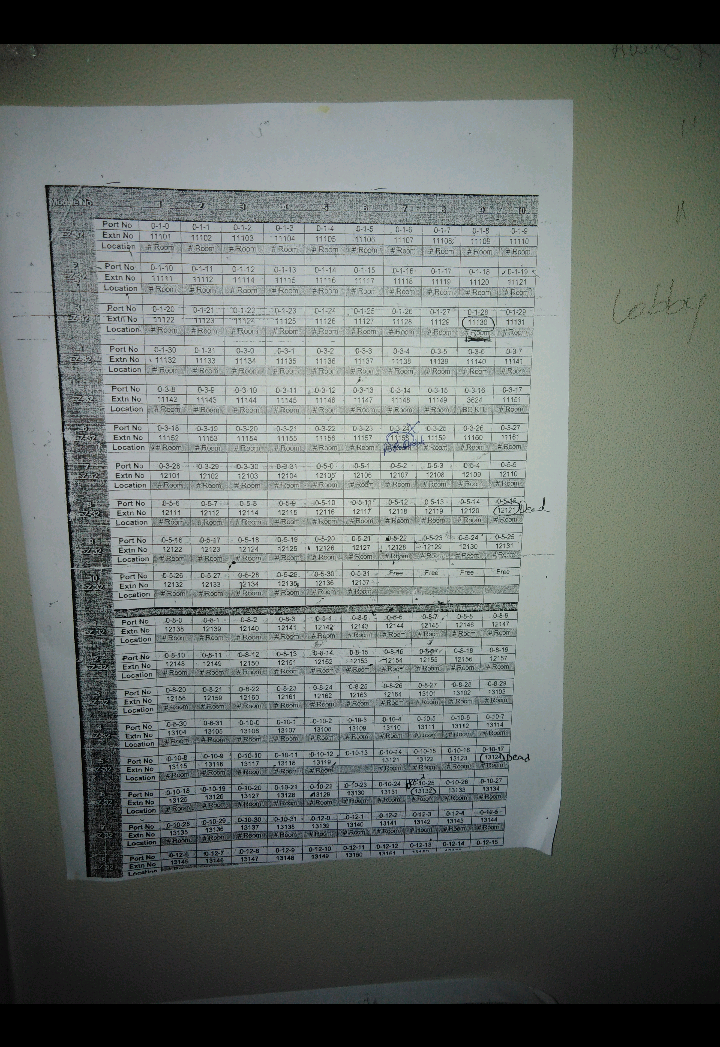 1 2 3 4 5 6 7 8 9 10
Port No 0-1-0 0-1-1 0-1-2 0-1-3 0-1-4 0-1-5 0-1-6 0-1-7 0-1-8 0-1-9
Extn No 11101 11102 11103 11104 11105 11106 11107 11108 11109 11110
Location # Room # Room # Room # Room # Room # Room # Room # Room # Room # Room
Port No 0-1-10 0-1-11 0-1-12 0-1-13 0-1-14 0-1-15 0-1-16 0-1-17 0-1-18 0-1-19
Extn No 11111 11112 11114 11115 11116 11117 11118 11119 11120 11121
Location # Room # Room # Room # Room # Room # Room # Room # Room # Room # Room
Port No 0-1-20 0-1-21 0-1-22 0-1-23 0-1-24 0-1-25 0-1-26 0-1-27 0-1-28 0-1-29
Extn No 11122 11123 11124 11125 11126 11127 11128 11129 11130 11131
Location # Room # Room # Room # Room # Room # Room # Room # Room # Room # Room
Lobby
Port No 0-1-30 0-1-31 0-3-0 0-3-1 0-3-2 0-3-3 0-3-4 0-3-5 0-3-6 0-3-7
Extn No 11132 11133 11134 11135 11136 11137 11138 11139 11140 11141
Location # Room # Room # Room # Room # Room # Room # Room # Room # Room # Room
Port No 0-3-8 0-3-9 0-3-10 0-3-11 0-3-12 0-3-13 0-3-14 0-3-15 0-3-16 0-3-17
Extn No 11142 11143 11144 11145 11146 11147 11148 11149 11151
Location # Room # Room # Room # Room # Room # Room # Room # Room # Room
Port No 0-3-18 0-3-19 0-3-20 0-3-21 0-3-22 0-3-23 0-3-24 0-3-25 0-3-26 0-3-27
Extn No 11152 11153 11154 11155 11156 11157 11158 11159 11160 11161
Location # Room # Room # Room # Room # Room # Room # Room # Room # Room
Port No 0-3-28 0-3-29 0-3-30 0-3-31 0-5-0 0-5-1 0-5-2 0-5-3 0-5-4 0-5-5
Extn No 12101 12102 12103 12104 12105 12106 12107 12108 12109 12110
Location # Room # Room # Room # Room # Room # Room # Room # Room # Room # Room
Port No 0-5-6 0-5-7 0-5-8 0-5-9 0-5-10 0-5-11 0-5-12 0-5-13 0-5-14 0-5-15
Extn No 12111 12112 12114 12115 12116 12117 12118 12119 12120 12121 Dead
Location # Room # Room # Room # Room # Room # Room # Room # Room # Room # Room
Port No 0-5-16 0-5-17 0-5-18 0-5-19 0-5-20 0-5-21 0-5-22 0-5-23 0-5-24 0-5-25
Extn No 12122 12123 12124 12125 12126 12127 12128 12129 12130 12131
Location # Room # Room # Room # Room # Room # Room # Room # Room # Room # Room
Port No 0-5-26 0-5-27 0-5-28 0-5-29 0-5-30 0-5-31 Free Free Free Free
Extn No 12132 12133 12134 12135 12136 12137
Location # Room # Room # Room # Room # Room # Room
Port No 0-8-0 0-8-1 0-8-2 0-8-3 0-8-4 0-8-5 0-8-6 0-8-7 0-8-8 0-8-9
Extn No 12138 12139 12140 12141 12142 12143 12144 12145 12146 12147
Location # Room # Room # Room # Room # Room # Room # Room # Room # Room # Room
Port No 0-8-10 0-8-11 0-8-12 0-8-13 0-8-14 0-8-15 0-8-16 0-8-17 0-8-18 0-8-19
Extn No 12148 12149 12150 12151 12152 12153 12154 12155 12156 12157
Location # Room # Room # Room # Room # Room # Room # Room # Room # Room # Room
Port No 0-8-20 0-8-21 0-8-22 0-8-23 0-8-24 0-8-25 0-8-26 0-8-27 0-8-28 0-8-29
Extn No 12158 12159 12160 12161 12162 12163 12164 13101 13102 13103
Location # Room # Room # Room # Room # Room # Room # Room # Room # Room # Room
Port No 0-8-30 0-8-31 0-10-0 0-10-1 0-10-2 0-10-3 0-10-4 0-10-5 0-10-6 0-10-7
Extn No 13104 13105 13106 13107 13108 13109 13110 13111 13112 13114
Location # Room # Room # Room # Room # Room # Room # Room # Room # Room # Room
Port No 0-10-8 0-10-9 0-10-10 0-10-11 0-10-12 0-10-13 0-10-14 0-10-15 0-10-16 0-10-17
Extn No 13115 13116 13117 13118 13119 13121 13122 13123 13124 Dead
Location # Room # Room # Room # Room # Room # Room # Room # Room # Room
Port No 0-10-18 0-10-19 0-10-20 0-10-21 0-10-22 0-10-23 0-10-24 0-10-25 0-10-26 0-10-27
Extn No 13125 13126 13127 13128 13129 13130 13131 13132 13133 13134
Location # Room # Room # Room # Room # Room # Room # Room # Room # Room # Room
Port No 0-10-28 0-10-29 0-10-30 0-10-31 0-12-0 0-12-1 0-12-2 0-12-3 0-12-4 0-12-5
Extn No 13135 13136 13137 13138 13139 13140 13141 13142 13143 13144
Location # Room # Room # Room # Room # Room # Room # Room # Room # Room # Room
Port No 0-12-6 0-12-7 0-12-8 0-12-9 0-12-10 0-12-11 0-12-12 0-12-13 0-12-14 0-12-15
Extn No 13145 13146 13147 13148 13149 13150 13151
Location